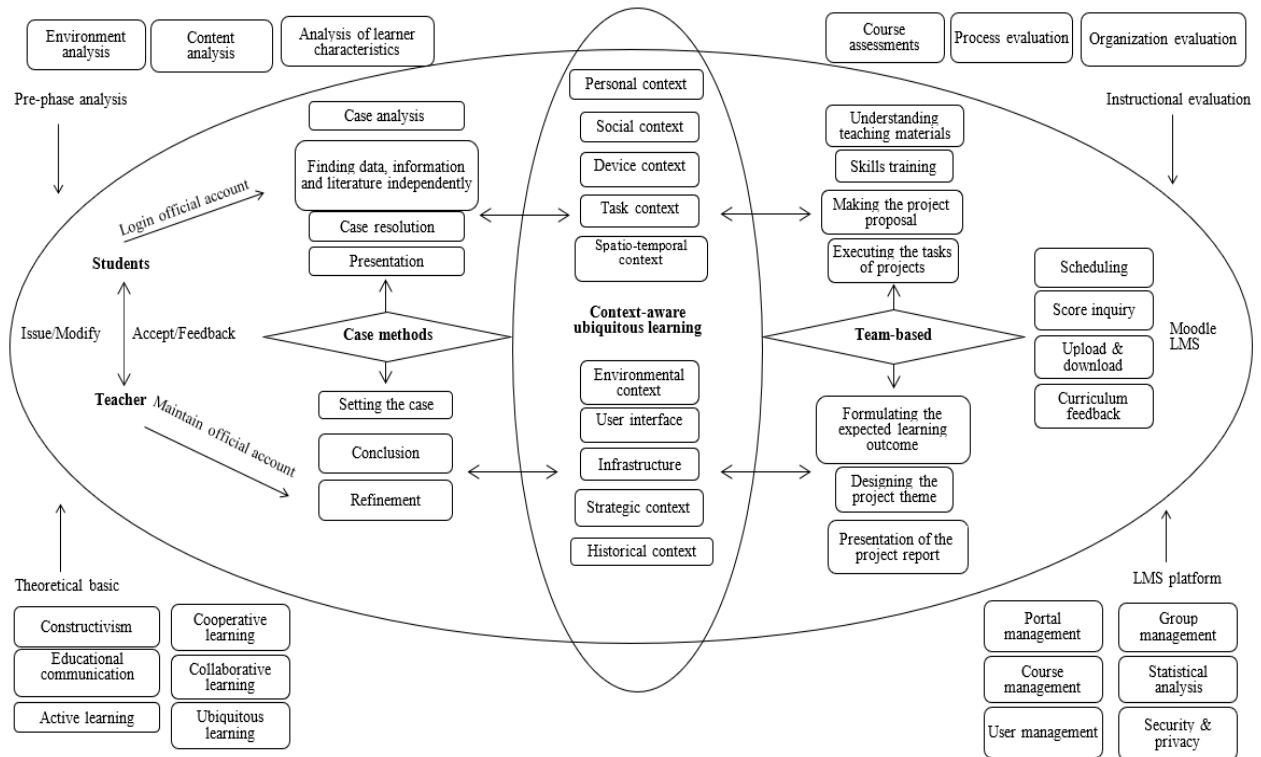 Environment
analysis
Content
analysis
Analysis of learner
characteristics
Course
assessments
Process evaluation
Organization evaluation
Pre-phase analysis
Instructional evaluation
Login official account
Students
Issue/Modify
Accept/Feedback
Teacher
Maintain official account
Case analysis
Finding data, information
and literature independently
Case resolution
Presentation
Case methods
Setting the case
Conclusion
Refinement
Personal context
Social context
Device context
Task context
Spatio-temporal
context
Context-aware
ubiquitous learning
Environmental
context
User interface
Infrastructure
Strategic context
Historical context
Understanding
teaching materials
Skills training
Making the project
proposal
Executing the tasks
of projects
Team-based
Formulating the
expected learning
outcome
Designing the
project theme
Presentation of the
project report
Scheduling
Score inquiry
Upload &
download
Curriculum
feedback
Moodle
LMS
Theoretical basic
Constructivism
Cooperative
learning
Educational
communication
Collaborative
learning
Active learning
Ubiquitous
learning
LMS platform
Portal
management
Group
management
Course
management
Statistical
analysis
User management
Security &
privacy